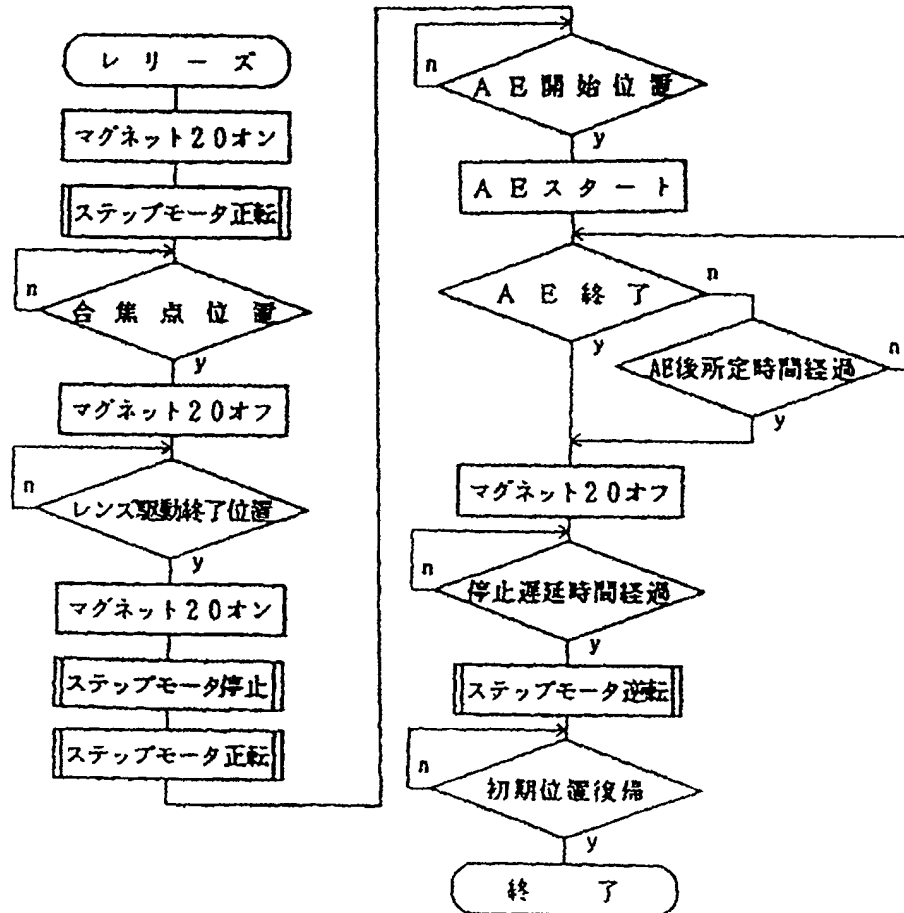 レリーズ
マグネット20オン
ステップモータ正転
n
合焦点位置
y
マグネット20オフ
n
レンズ駆動終了位置
y
マグネット20オン
ステップモータ停止
ステップモータ正転
n
AE開始位置
y
AEスタート
AE終了
n
y
AE後所定時間経過
n
y
マグネット20オフ
n
停止遅延時間経過
y
ステップモータ逆転
n
初期位置復帰
y
終了